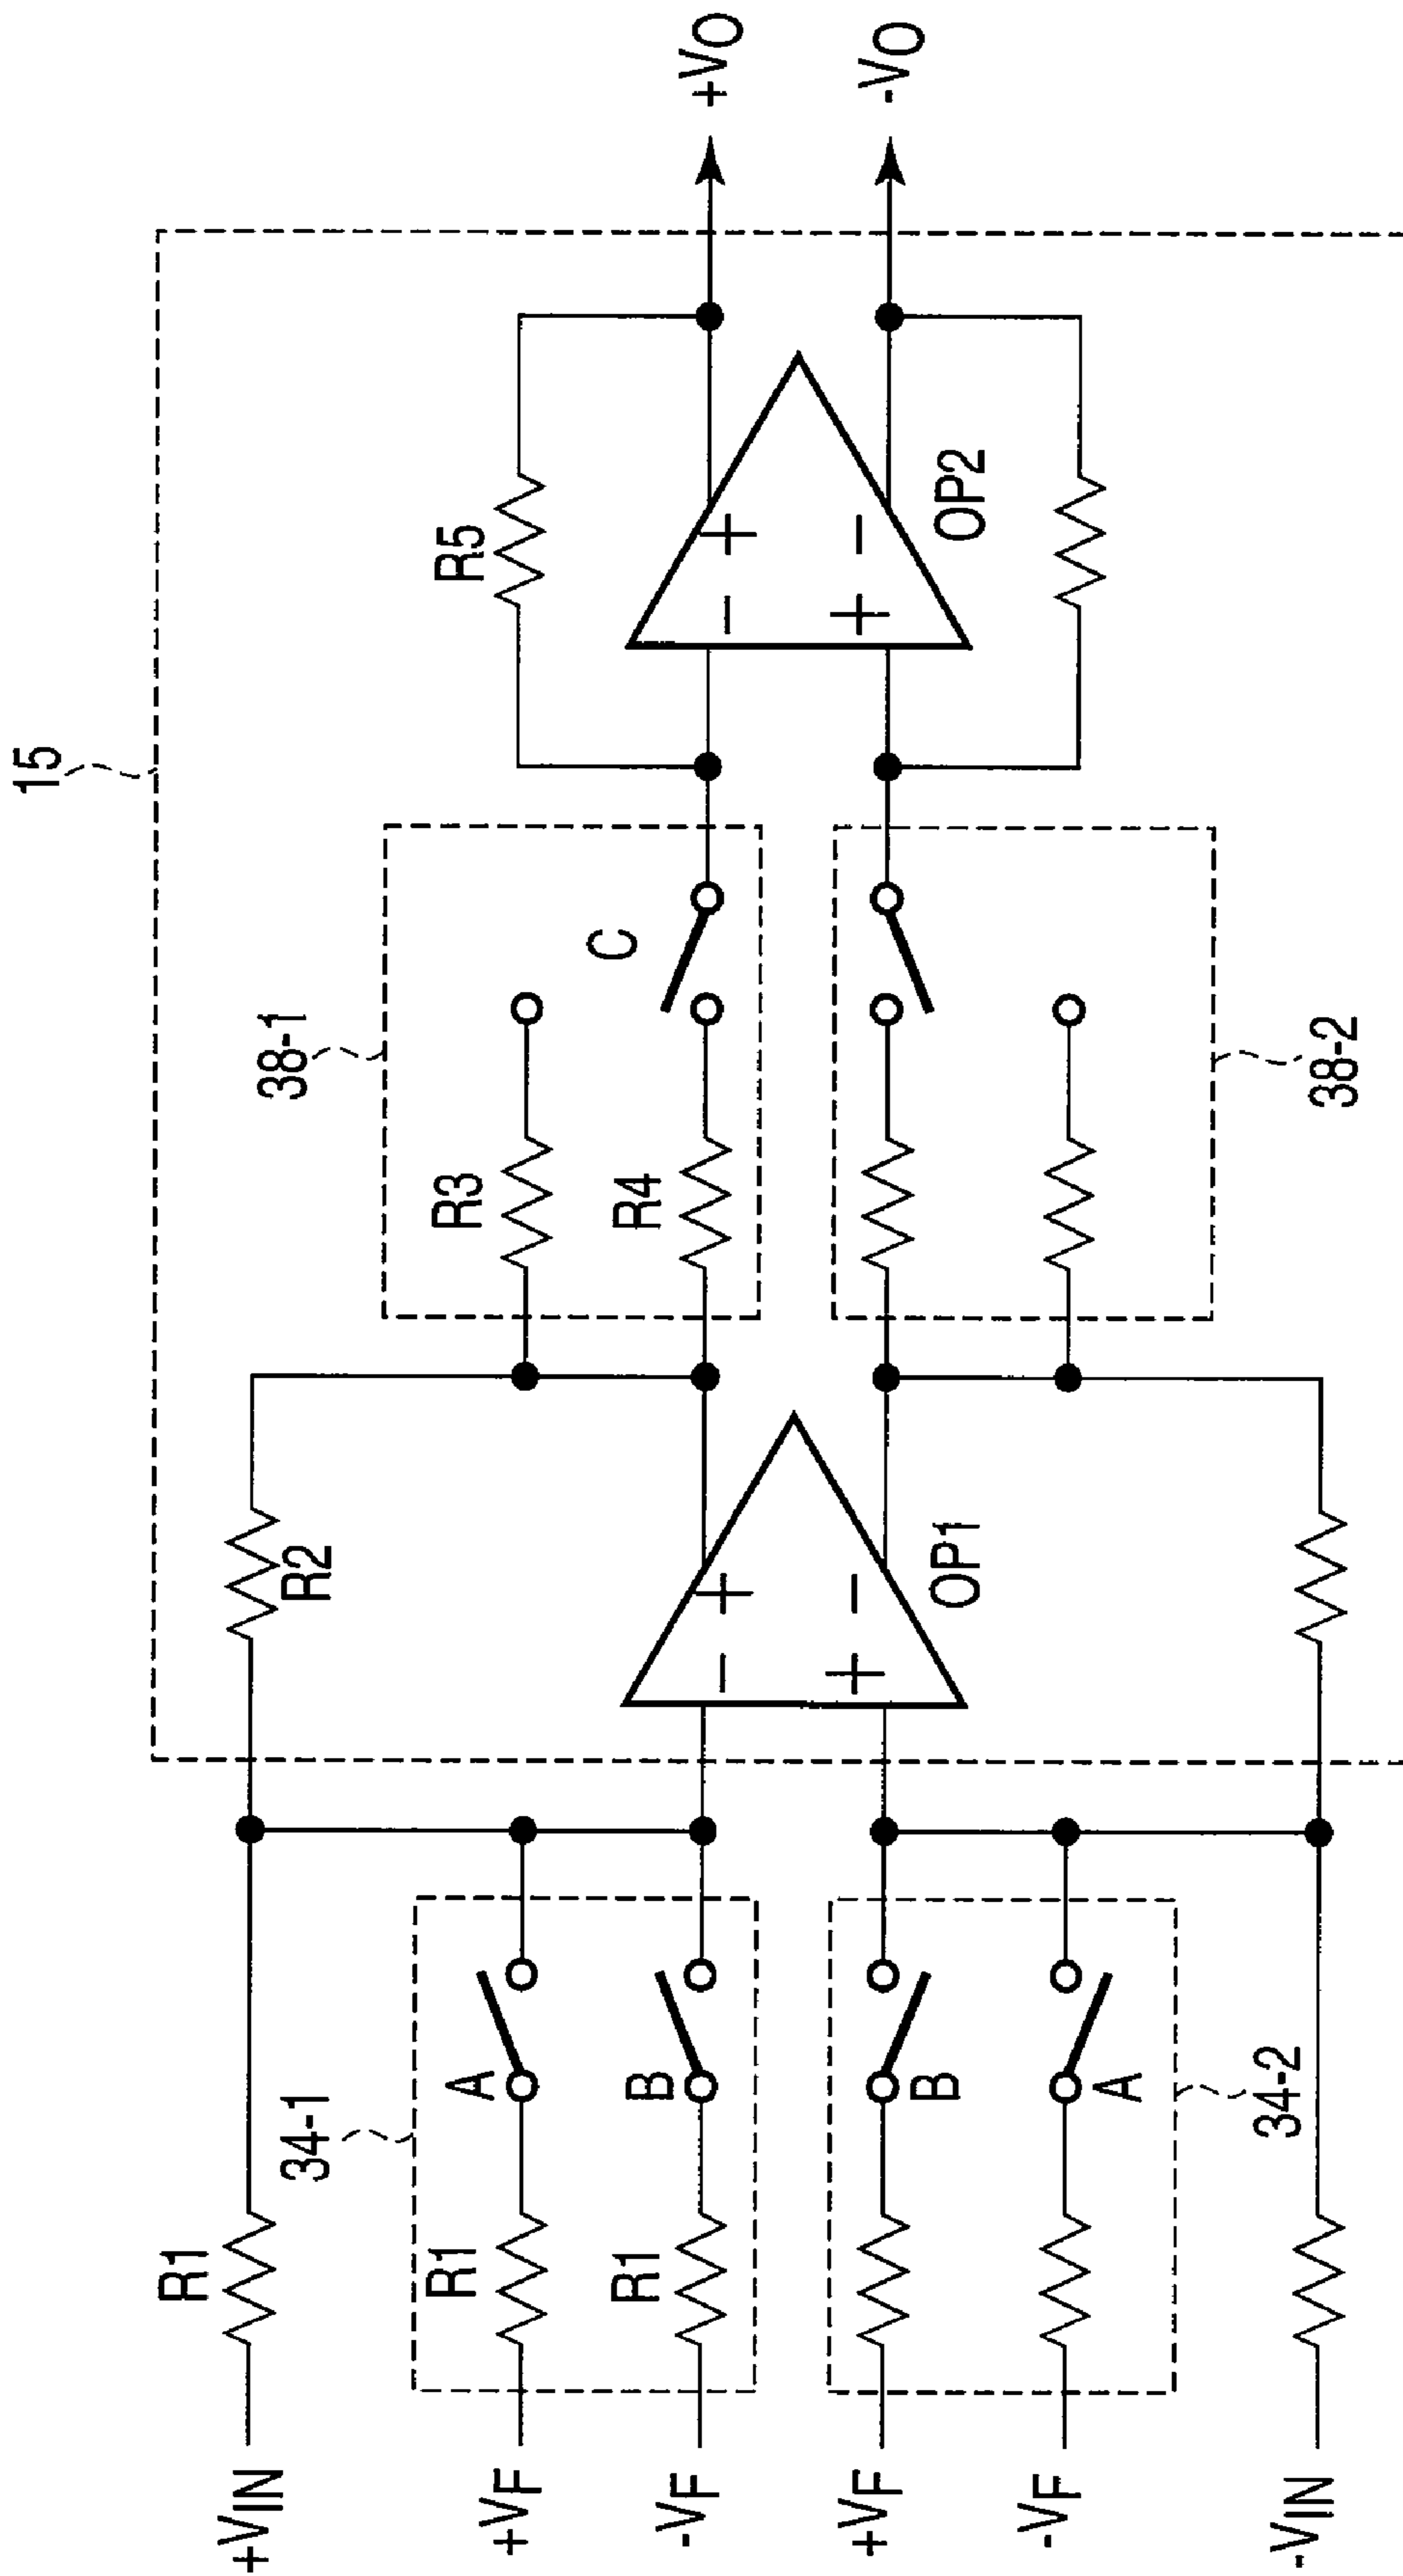 15
+VO
-VO
R5
- +
+ -
OP2
38-1
C
R3
R4
38-2
R2
- +
+ -
OP1
34-1
A
B
B
A
34-2
R1
R1
R1
+VIN
+VF
-VF
+VF
-VF
-VIN